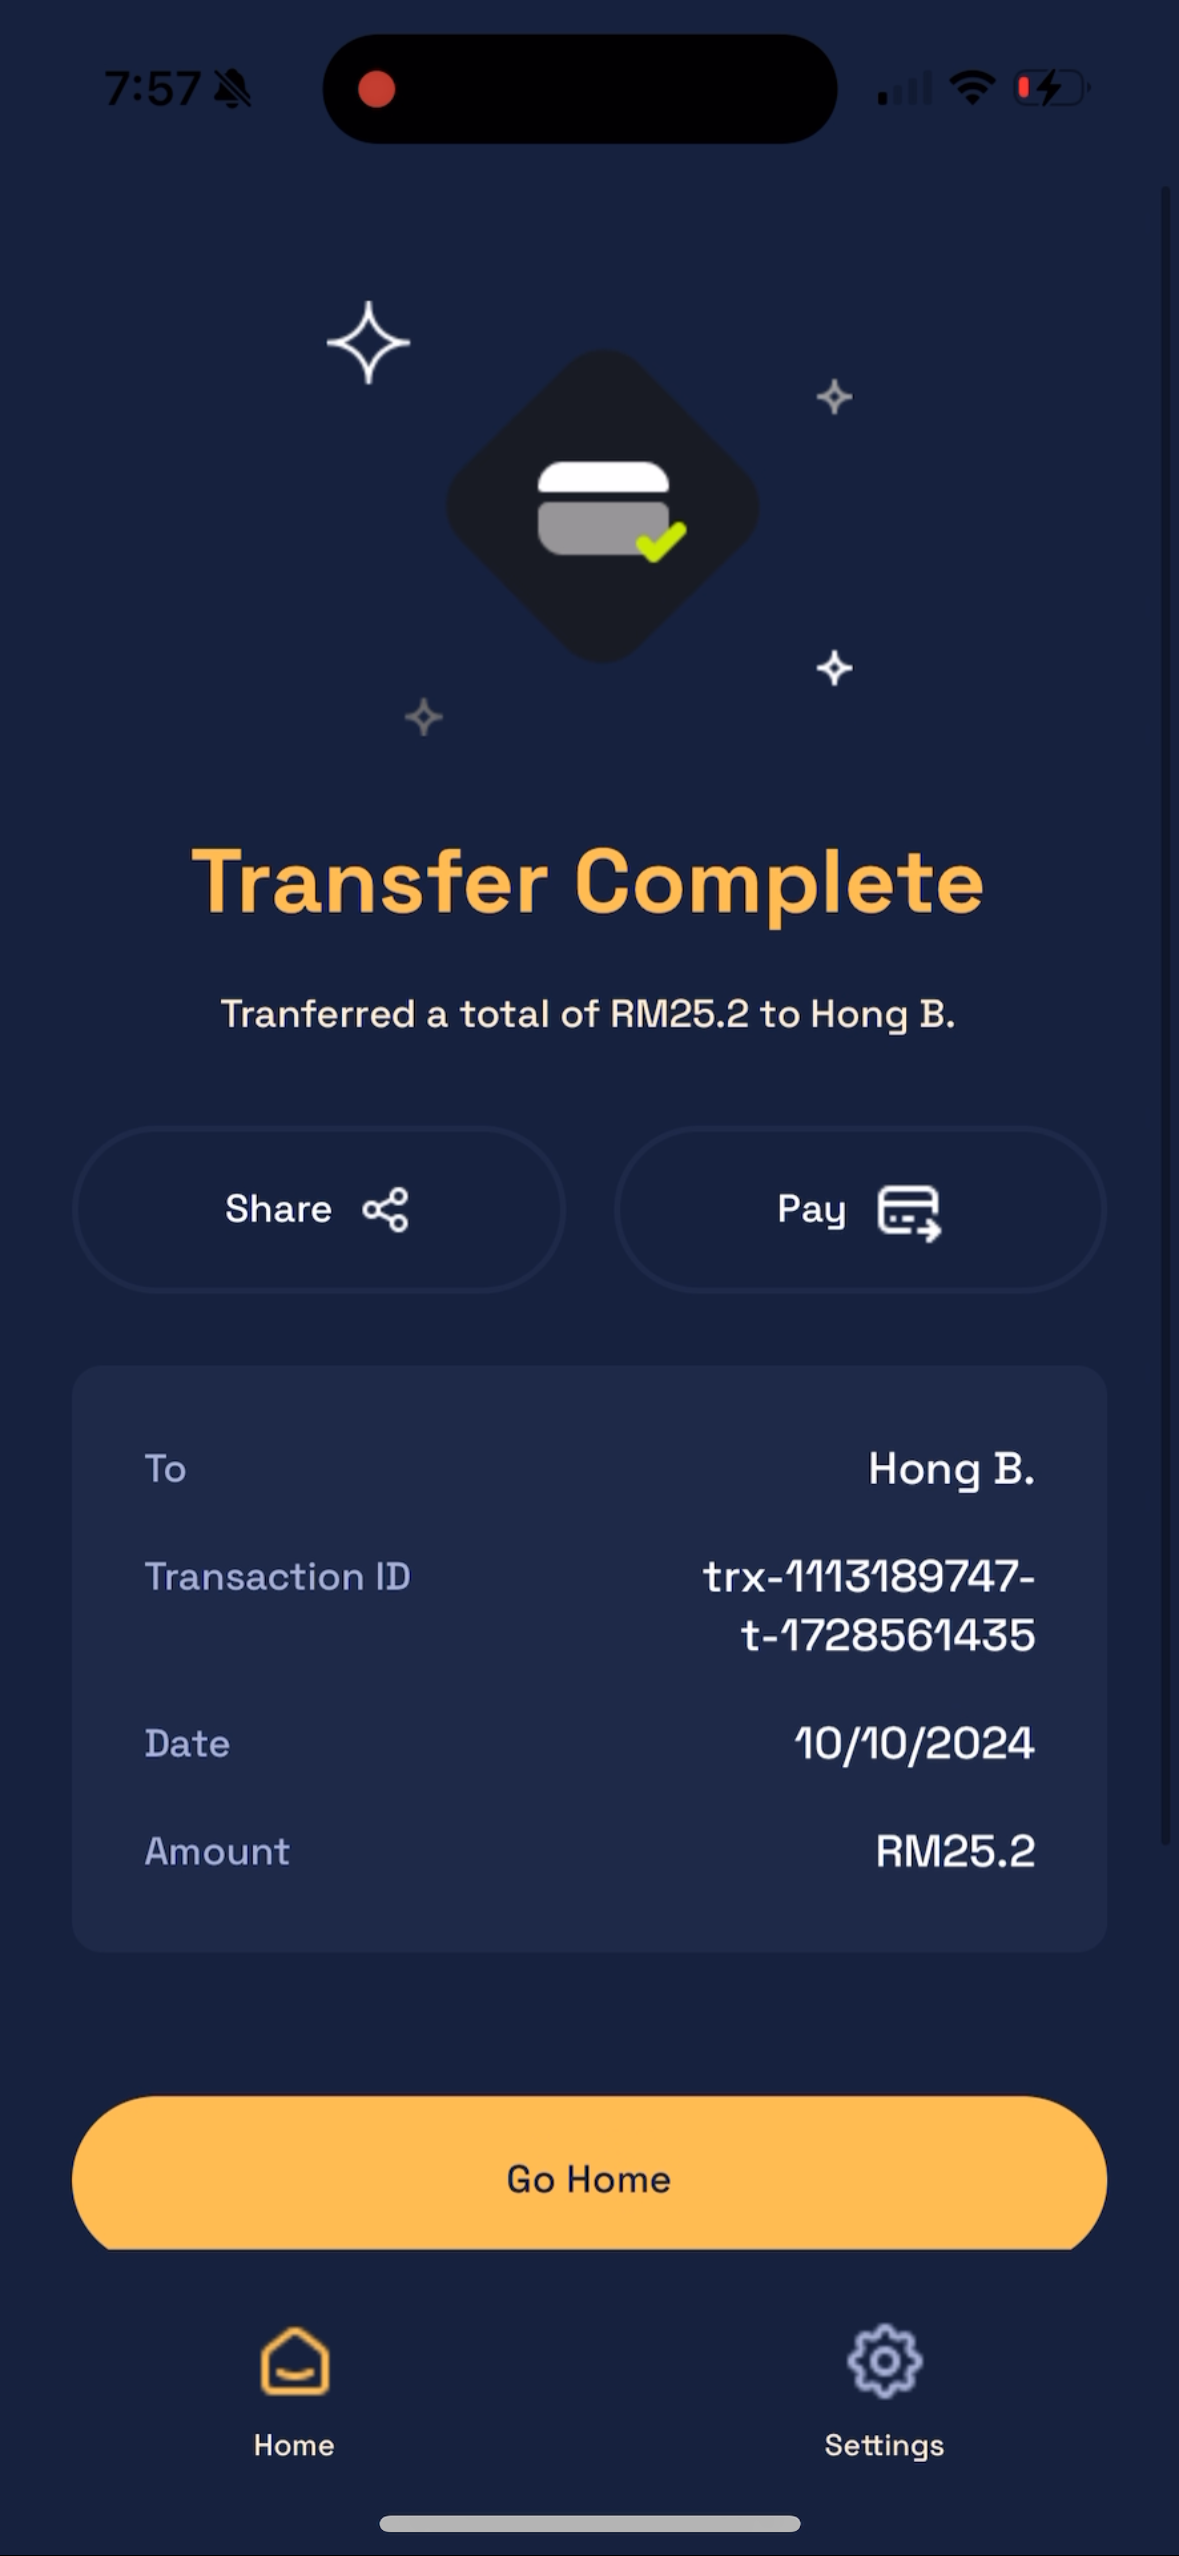 7:57
Transfer Complete
Tranferred a total of RM25.2 to Hong B.
Share
Pay
To
Hong B.
Transaction ID
trx-1113189747-
t-1728561435
Date
10/10/2024
Amount
RM25.2
Go Home
Home
Settings